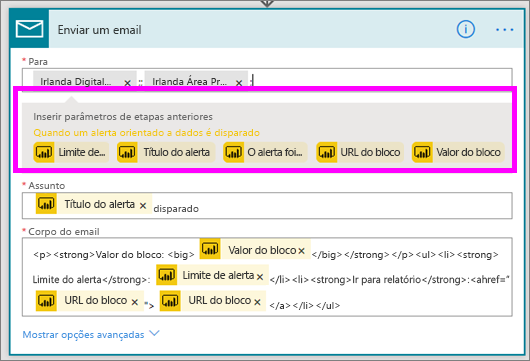 Enviar um email
* Para
Irlanda Digital... × ; Irlanda Área Pr... × ;
Inserir parâmetros de etapas anteriores
Quando um alerta orientado a dados é disparado
Limite de... Título do alerta O alerta foi... URL do bloco Valor do bloco
* Assunto
Título do alerta × disparado
* Corpo do email
<p><strong>Valor do bloco: <big> Valor do bloco × </big></strong></p><ul><li><strong>
Limite do alerta</strong>: Limite de alerta × </li><li><strong>Ir para relatório</strong>:<ahref="
URL do bloco × "> URL do bloco × </a></li></ul>
Mostrar opções avançadas